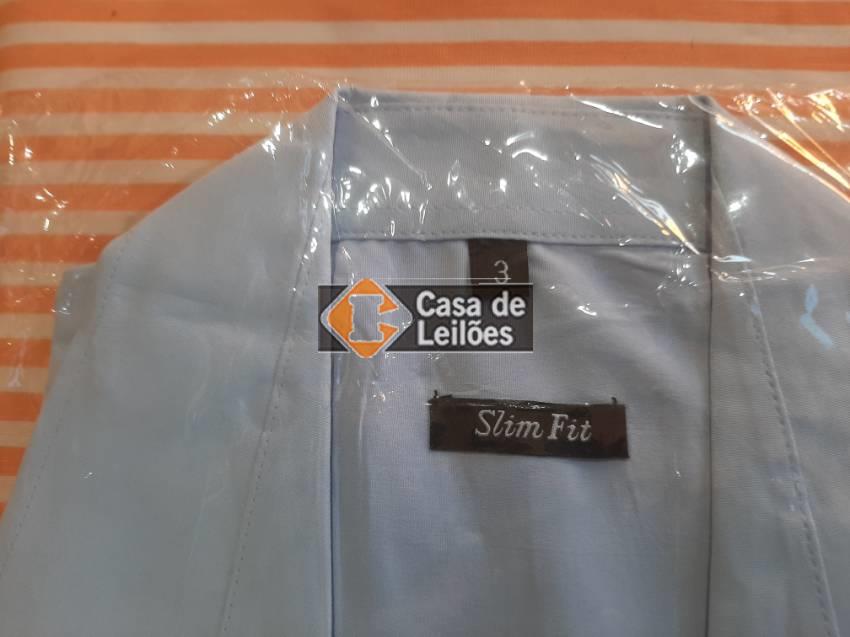 3
Casa de
Leilões
Slim Fit